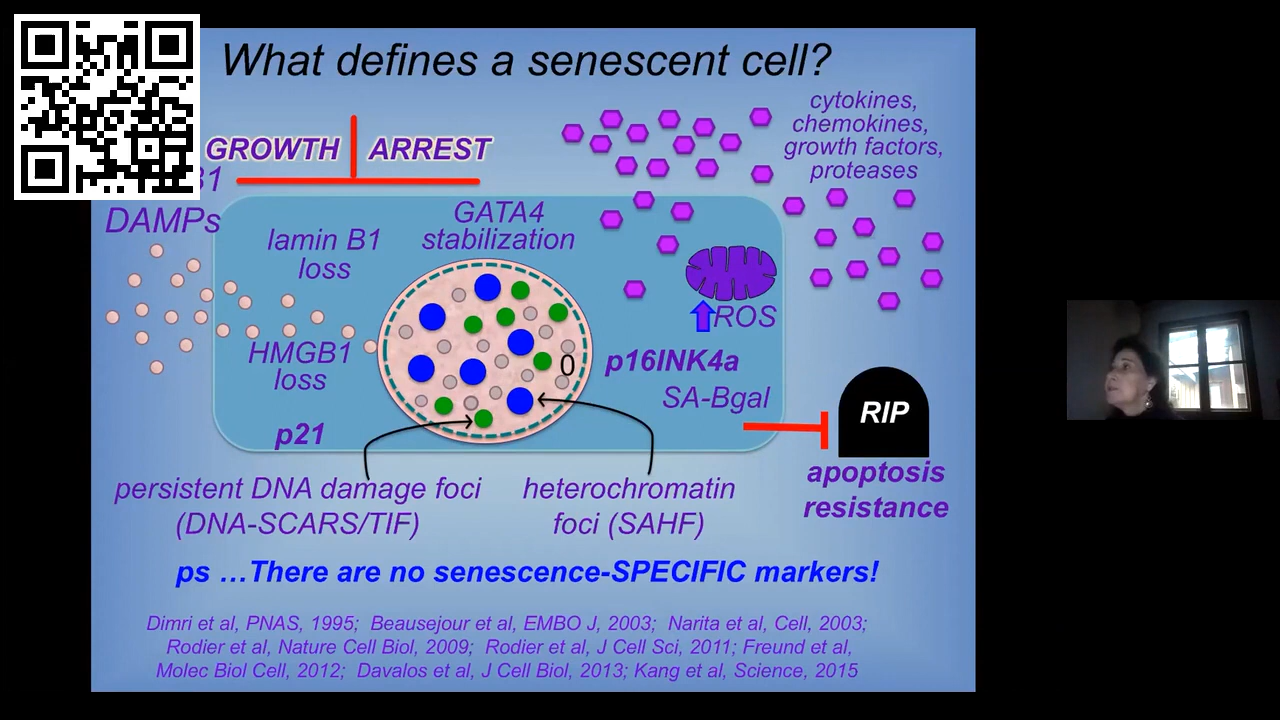 What defines a senescent cell?
GROWTH ARREST
cytokines,
chemokines,
growth factors,
proteases
B1
DAMPs
lamin B1
loss
GATA4
stabilization
ROS
HMGB1
loss
0
p16INK4a
SA-Bgal
p21
RIP
apoptosis
resistance
persistent DNA damage foci
(DNA-SCARS/TIF)
heterochromatin
foci (SAHF)
ps …There are no senescence-SPECIFIC markers!
Dimri et al, PNAS, 1995; Beausejour et al, EMBO J, 2003; Narita et al, Cell, 2003;
Rodier et al, Nature Cell Biol, 2009; Rodier et al, J Cell Sci, 2011; Freund et al,
Molec Biol Cell, 2012; Davalos et al, J Cell Biol, 2013; Kang et al, Science, 2015